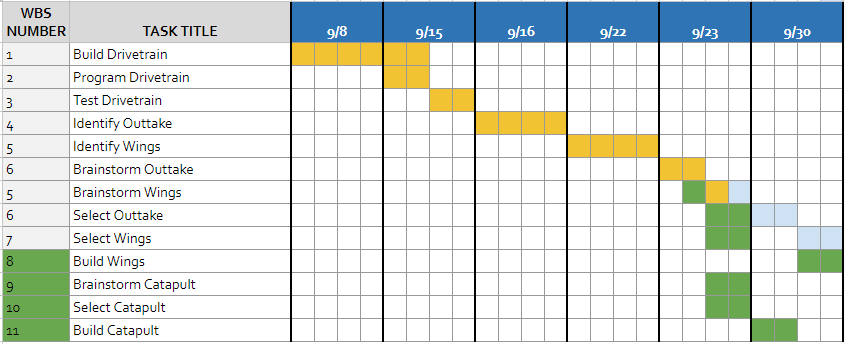 WBS NUMBER TASK TITLE 9/8 9/15 9/16 9/22 9/23 9/30
1 Build Drivetrain
2 Program Drivetrain
3 Test Drivetrain
4 Identify Outtake
5 Identify Wings
6 Brainstorm Outtake
5 Brainstorm Wings
6 Select Outtake
7 Select Wings
8 Build Wings
9 Brainstorm Catapult
10 Select Catapult
11 Build Catapult